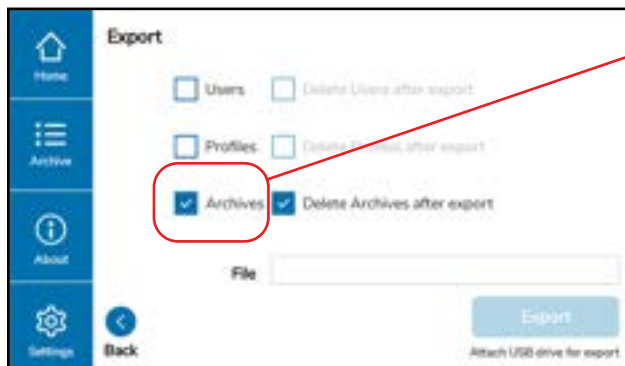 Export
Home
Users Delete Users after export
Archive
Profiles Delete Profiles after export
Archives Delete Archives after export
About
File
Settings
Back
Export
Attach USB drive for export